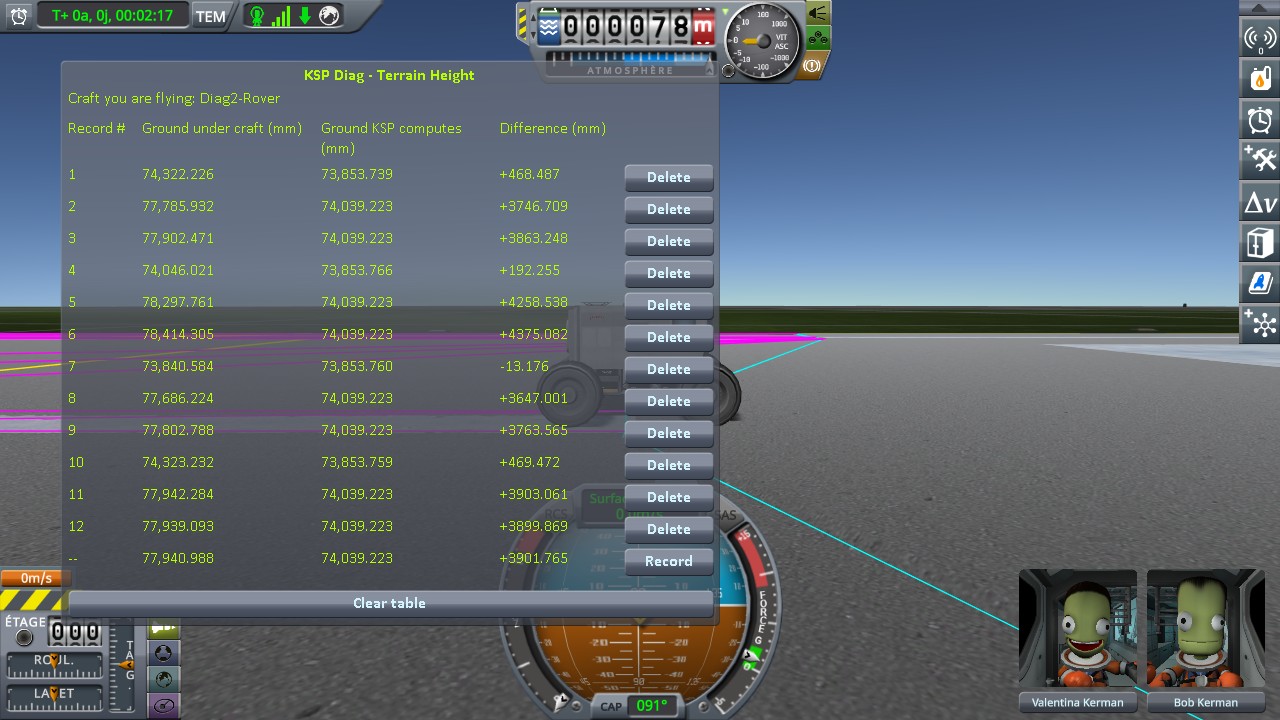 T+ 0a, 0j, 00:02:17 TEM
000078 m
ATMOSPHÈRE
VIT ASC
KSP Diag - Terrain Height
Craft you are flying: Diag2-Rover
Record # Ground under craft (mm) Ground KSP computes (mm) Difference (mm)
1 74,322.226 73,853.739 +468.487 Delete
2 77,785.932 74,039.223 +3746.709 Delete
3 77,902.471 74,039.223 +3863.248 Delete
4 74,046.021 73,853.766 +192.255 Delete
5 78,297.761 74,039.223 +4258.538 Delete
6 78,414.305 74,039.223 +4375.082 Delete
7 73,840.584 73,853.760 -13.176 Delete
8 77,686.224 74,039.223 +3647.001 Delete
9 77,802.788 74,039.223 +3763.565 Delete
10 74,323.232 73,853.759 +469.472 Delete
11 77,942.284 74,039.223 +3903.061 Delete
12 77,939.093 74,039.223 +3899.869 Delete
-- 77,940.988 74,039.223 +3901.765 Record
Clear table
Δv
0m/s
ÉTAGE 000
ROUL.
LACET
TANG
RCS SAS
FORCE G
CAP 091°
Valentina Kerman Bob Kerman